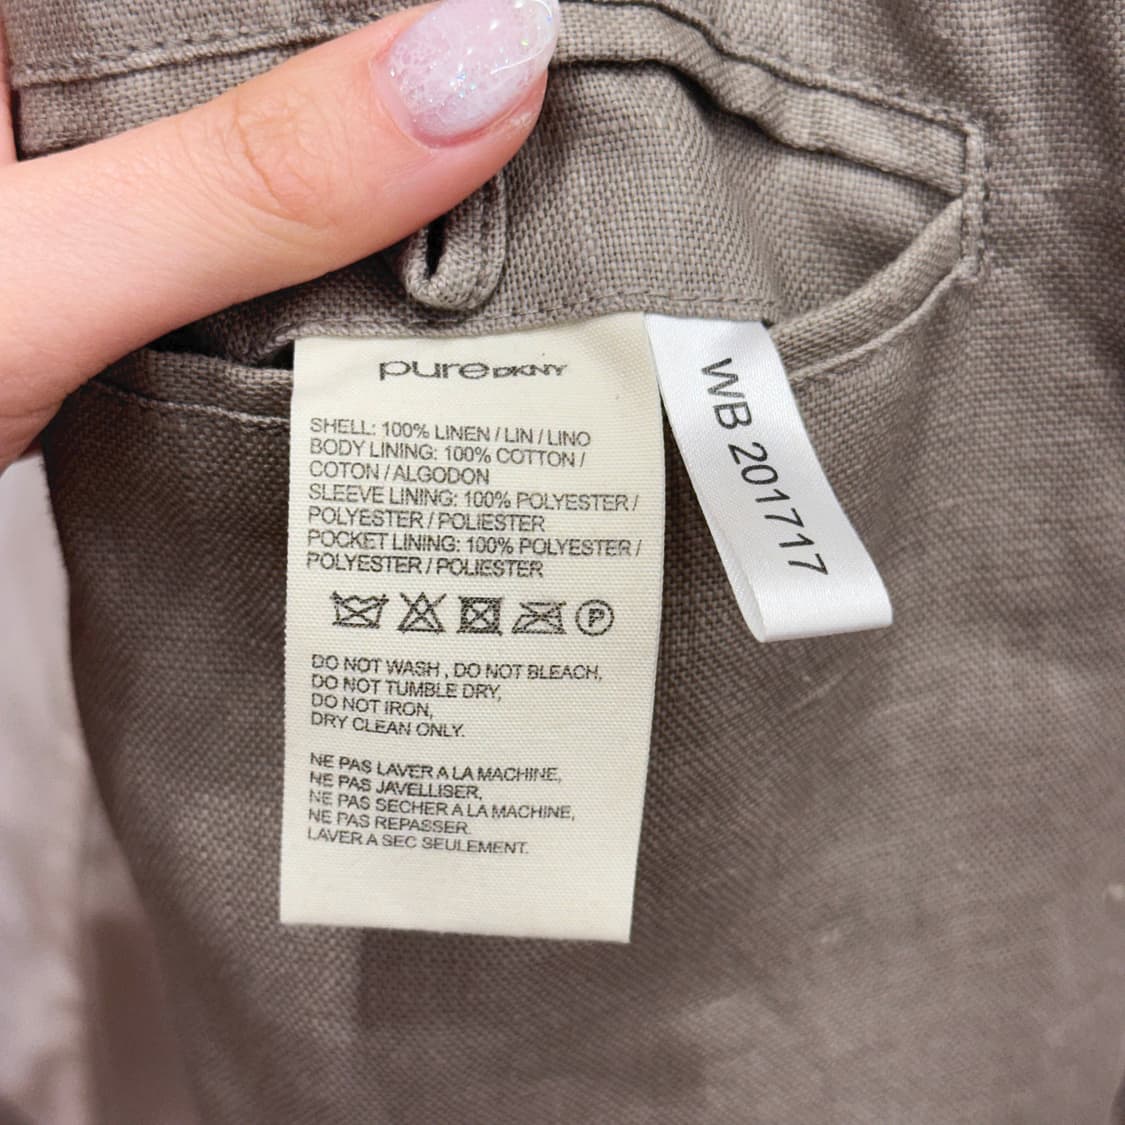 pure DKNY
SHELL: 100% LINEN / LIN / LINO
BODY LINING: 100% COTTON /
COTON / ALGODON
SLEEVE LINING: 100% POLYESTER /
POLYESTER / POLIESTER
POCKET LINING: 100% POLYESTER /
POLYESTER / POLIESTER
P
DO NOT WASH , DO NOT BLEACH,
DO NOT TUMBLE DRY,
DO NOT IRON,
DRY CLEAN ONLY.
NE PAS LAVER A LA MACHINE,
NE PAS JAVELLISER,
NE PAS SECHER A LA MACHINE,
NE PAS REPASSER.
LAVER A SEC SEULEMENT.
WB 201717